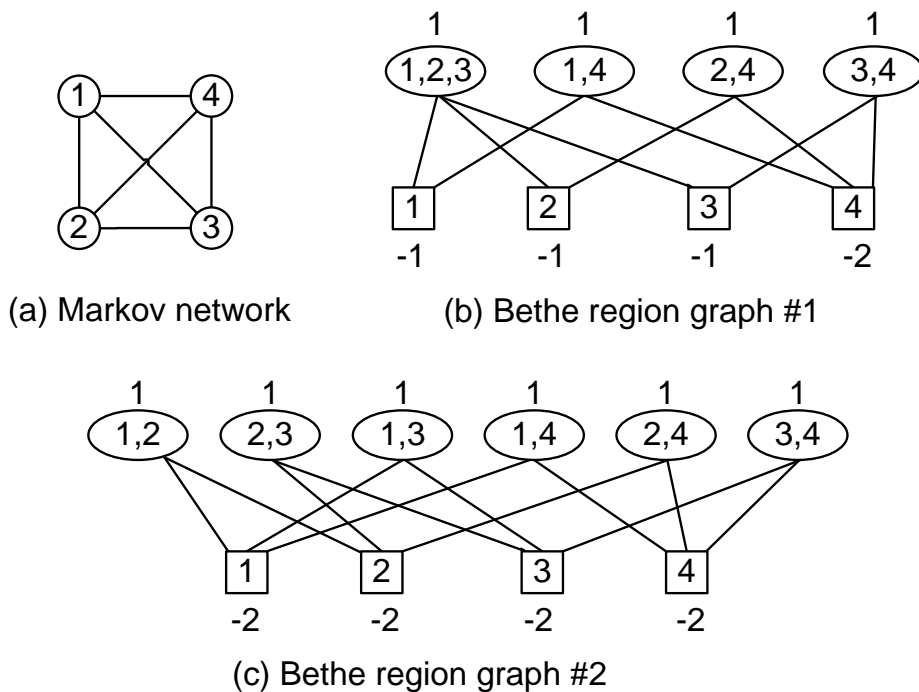 1 4
2 3
(a) Markov network
1 1 1 1
1,2,3 1,4 2,4 3,4
1 2 3 4
-1 -1 -1 -2
(b) Bethe region graph #1
1 1 1 1 1 1
1,2 2,3 1,3 1,4 2,4 3,4
1 2 3 4
-2 -2 -2 -2
(c) Bethe region graph #2